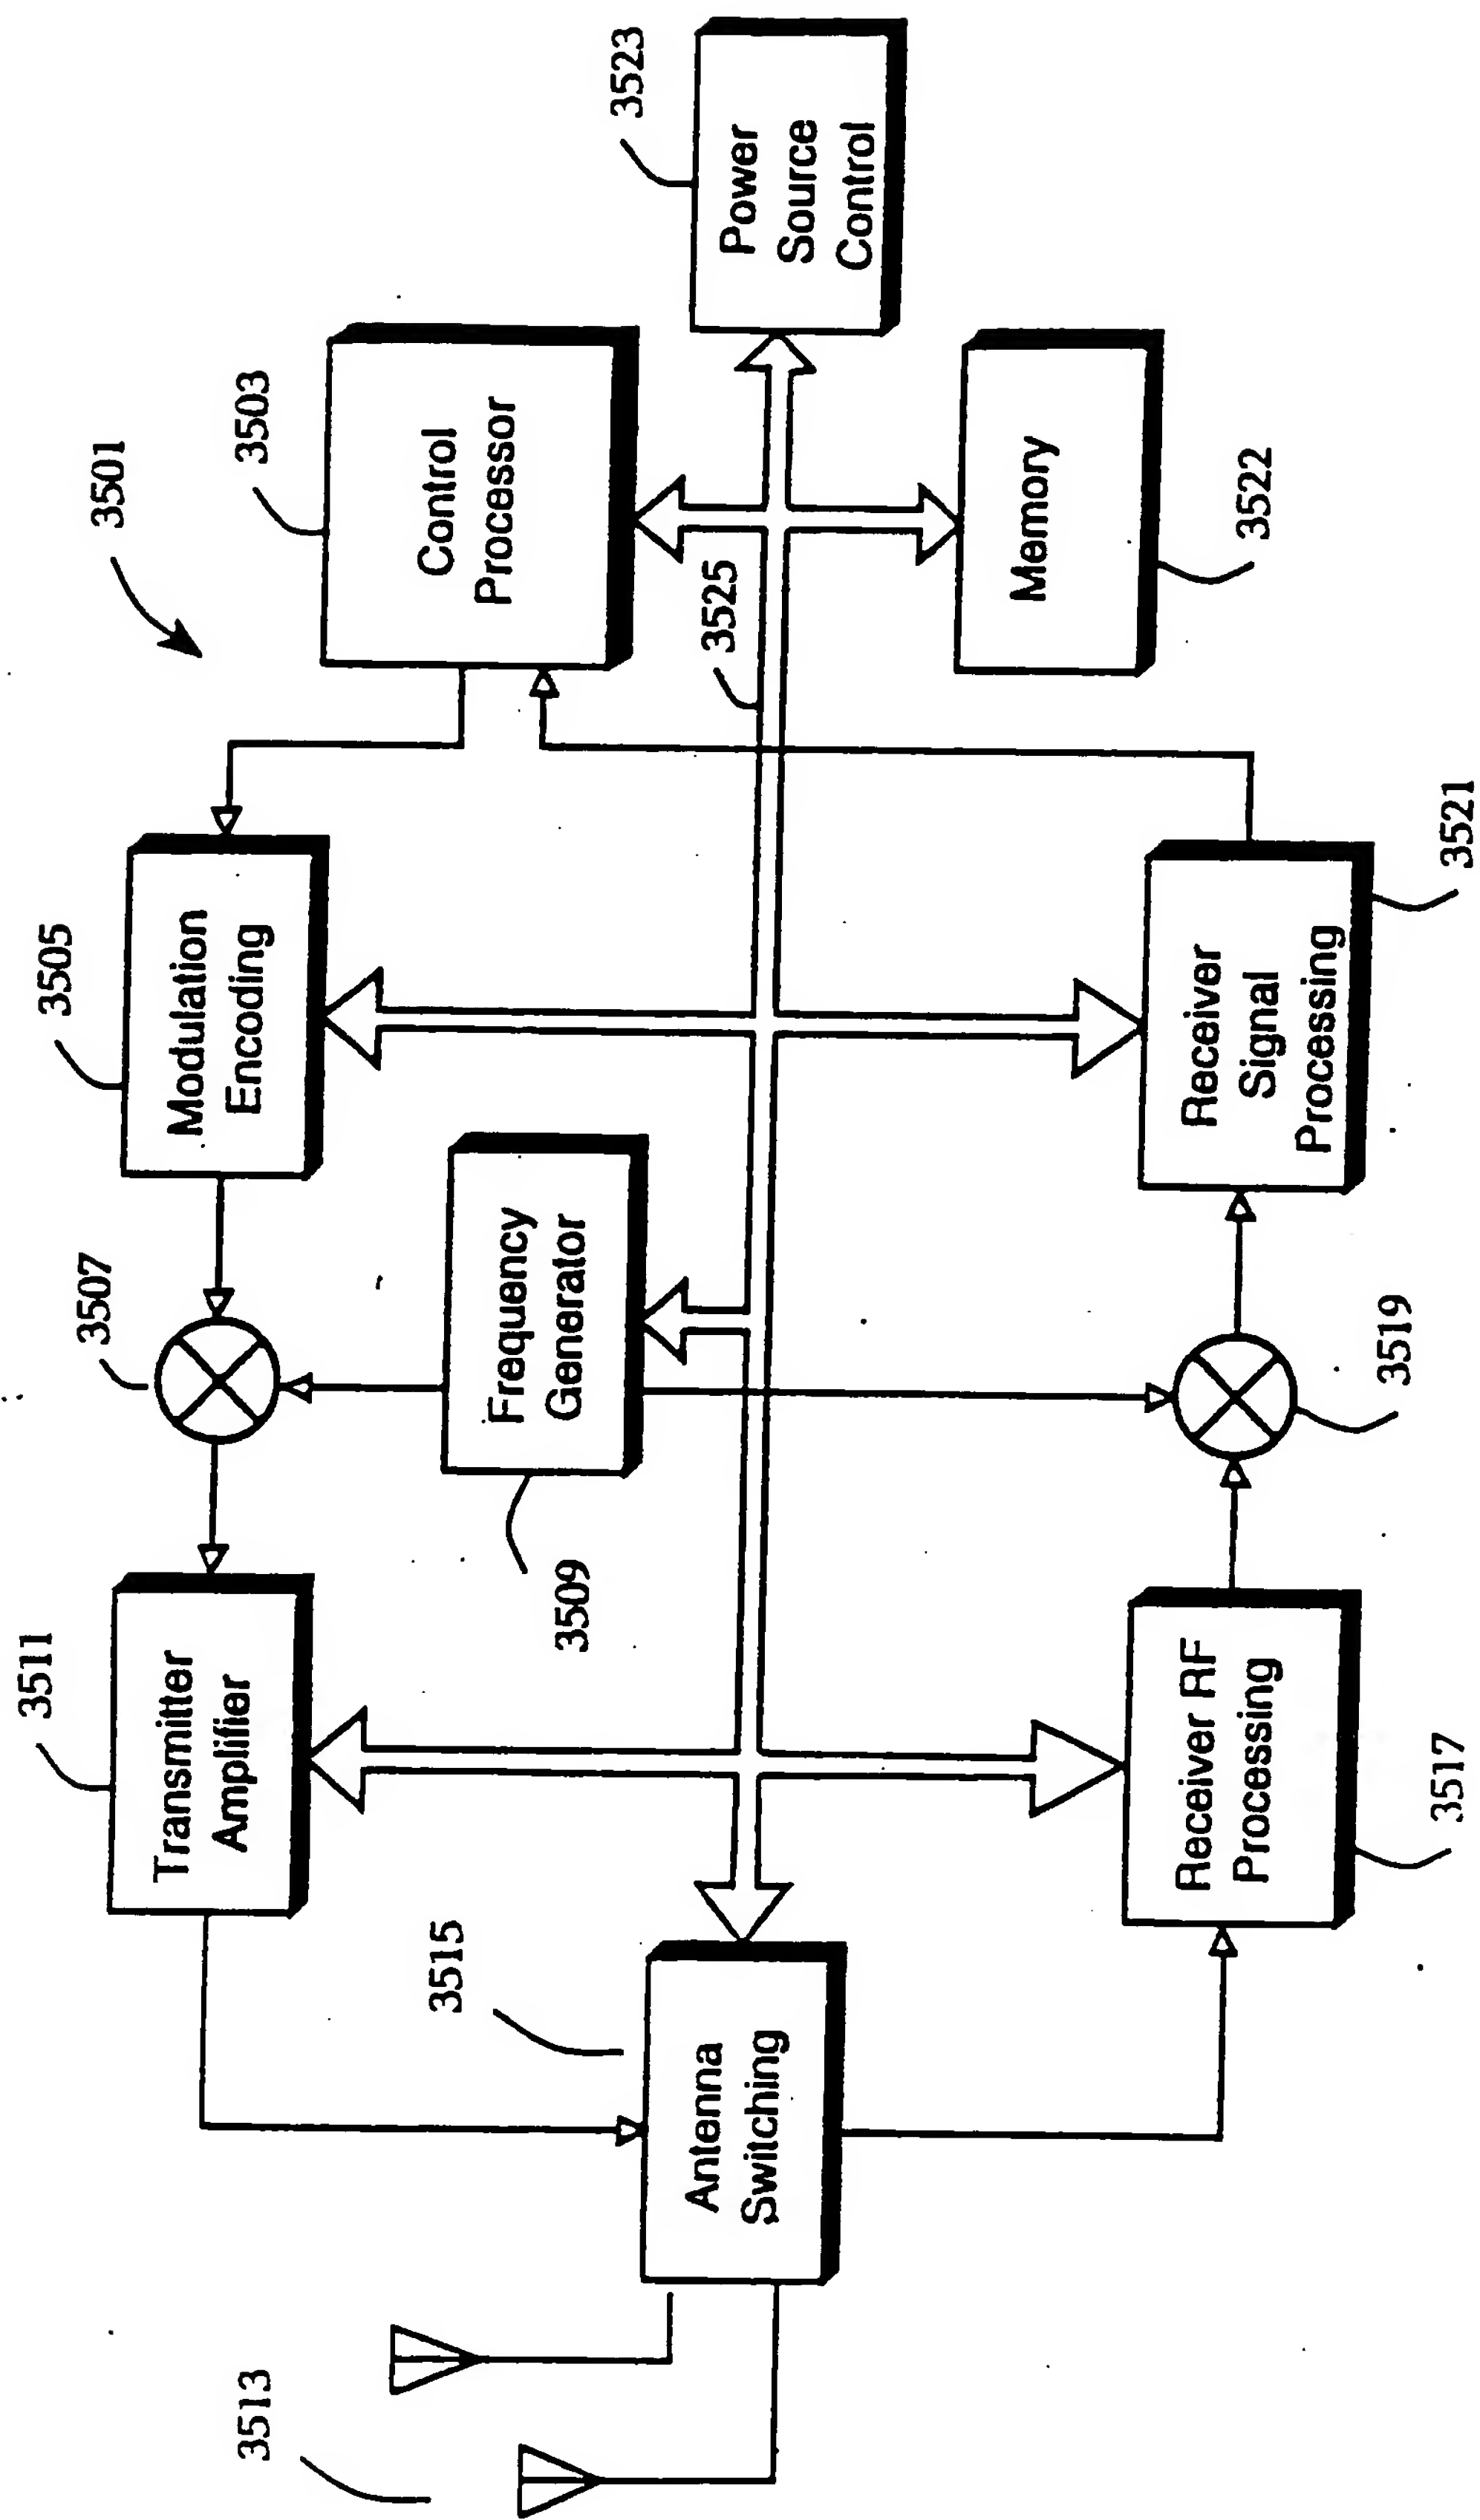 3501
3511
3507
3505
3503
Transmitter
Amplifier
Modulation
Encoding
Control
Processor
3513
3515
3509
Frequency
Generator
3525
3523
Antenna
Switching
Power
Source
Control
Receiver RF
Processing
Receiver
Signal
Processing
Memory
3517
3519
3521
3522